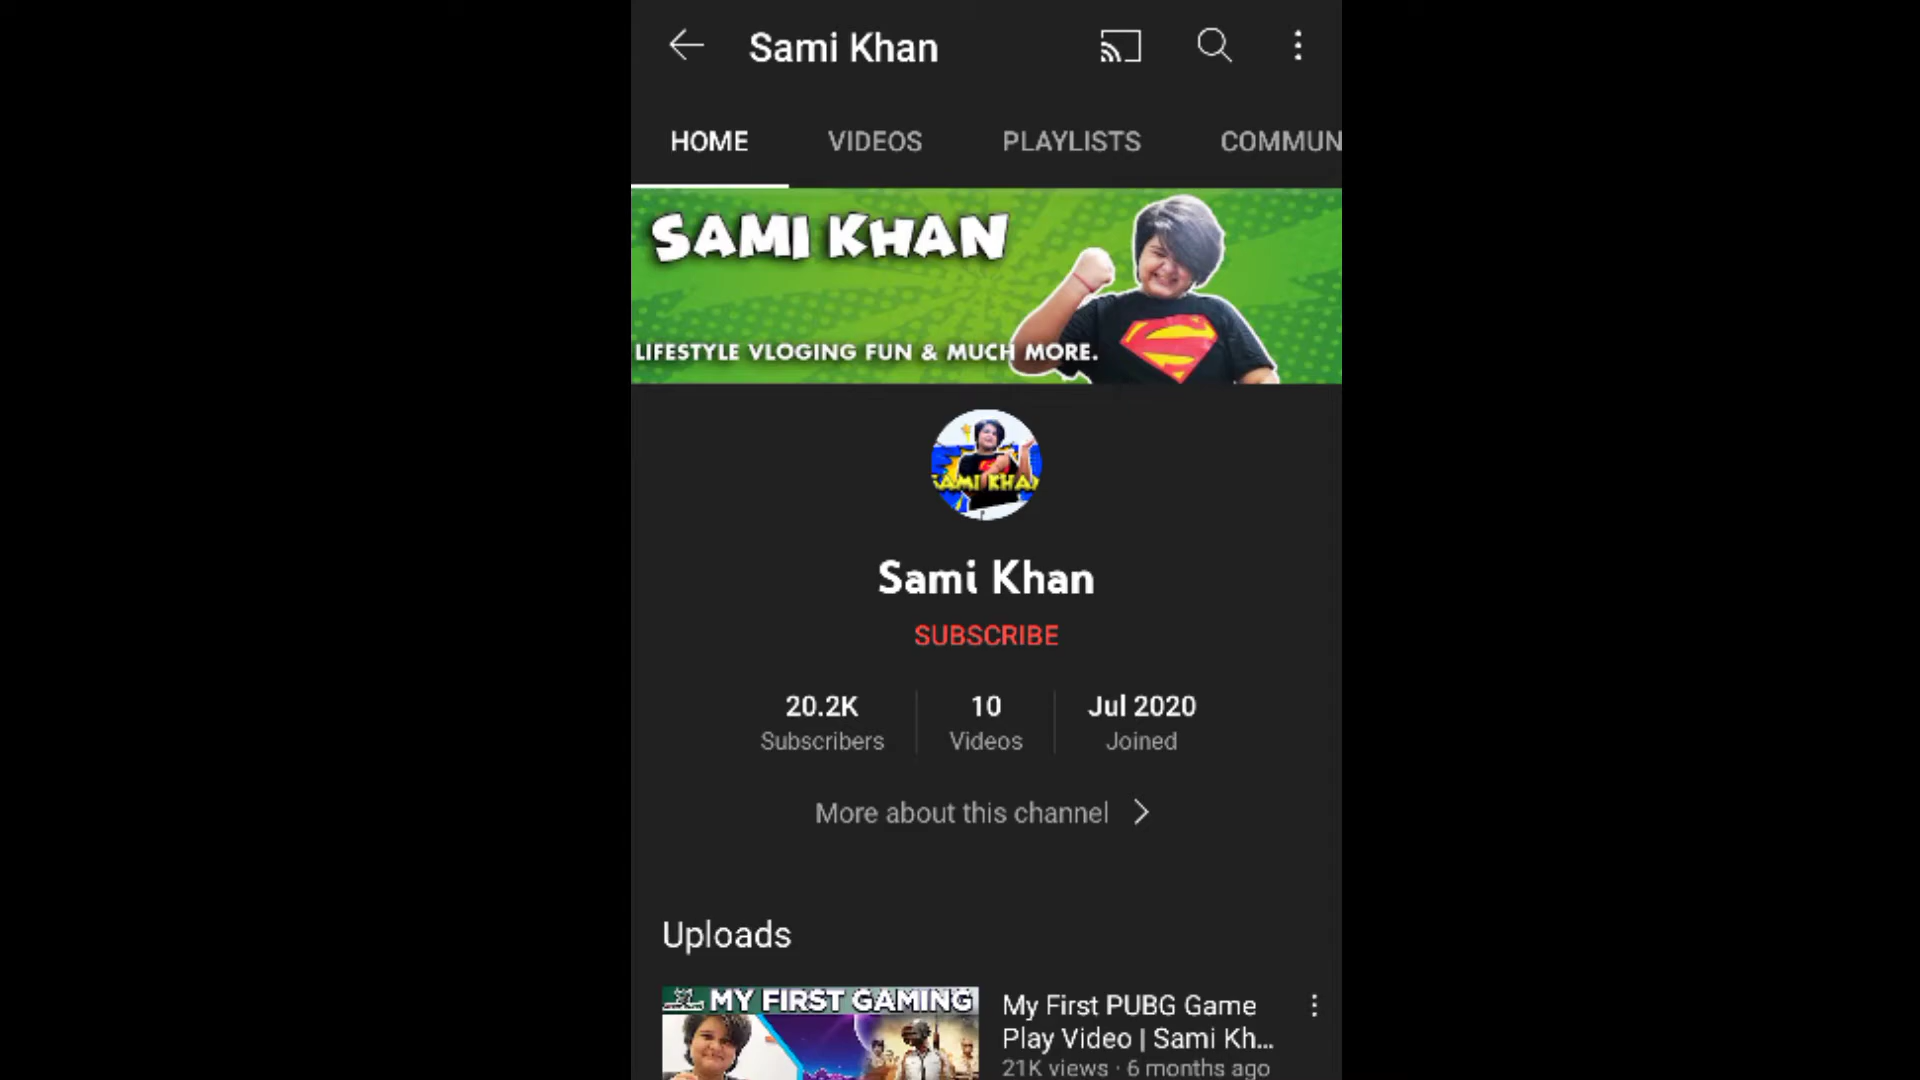 Sami Khan
HOME VIDEOS PLAYLISTS COMMUN
SAMI KHAN
LIFESTYLE VLOGING FUN & MUCH MORE.
SAMI KHAN
Sami Khan
SUBSCRIBE
20.2K 10 Jul 2020
Subscribers Videos Joined
More about this channel
Uploads
MY FIRST GAMING
My First PUBG Game
Play Video | Sami Kh...
21K views · 6 months ago